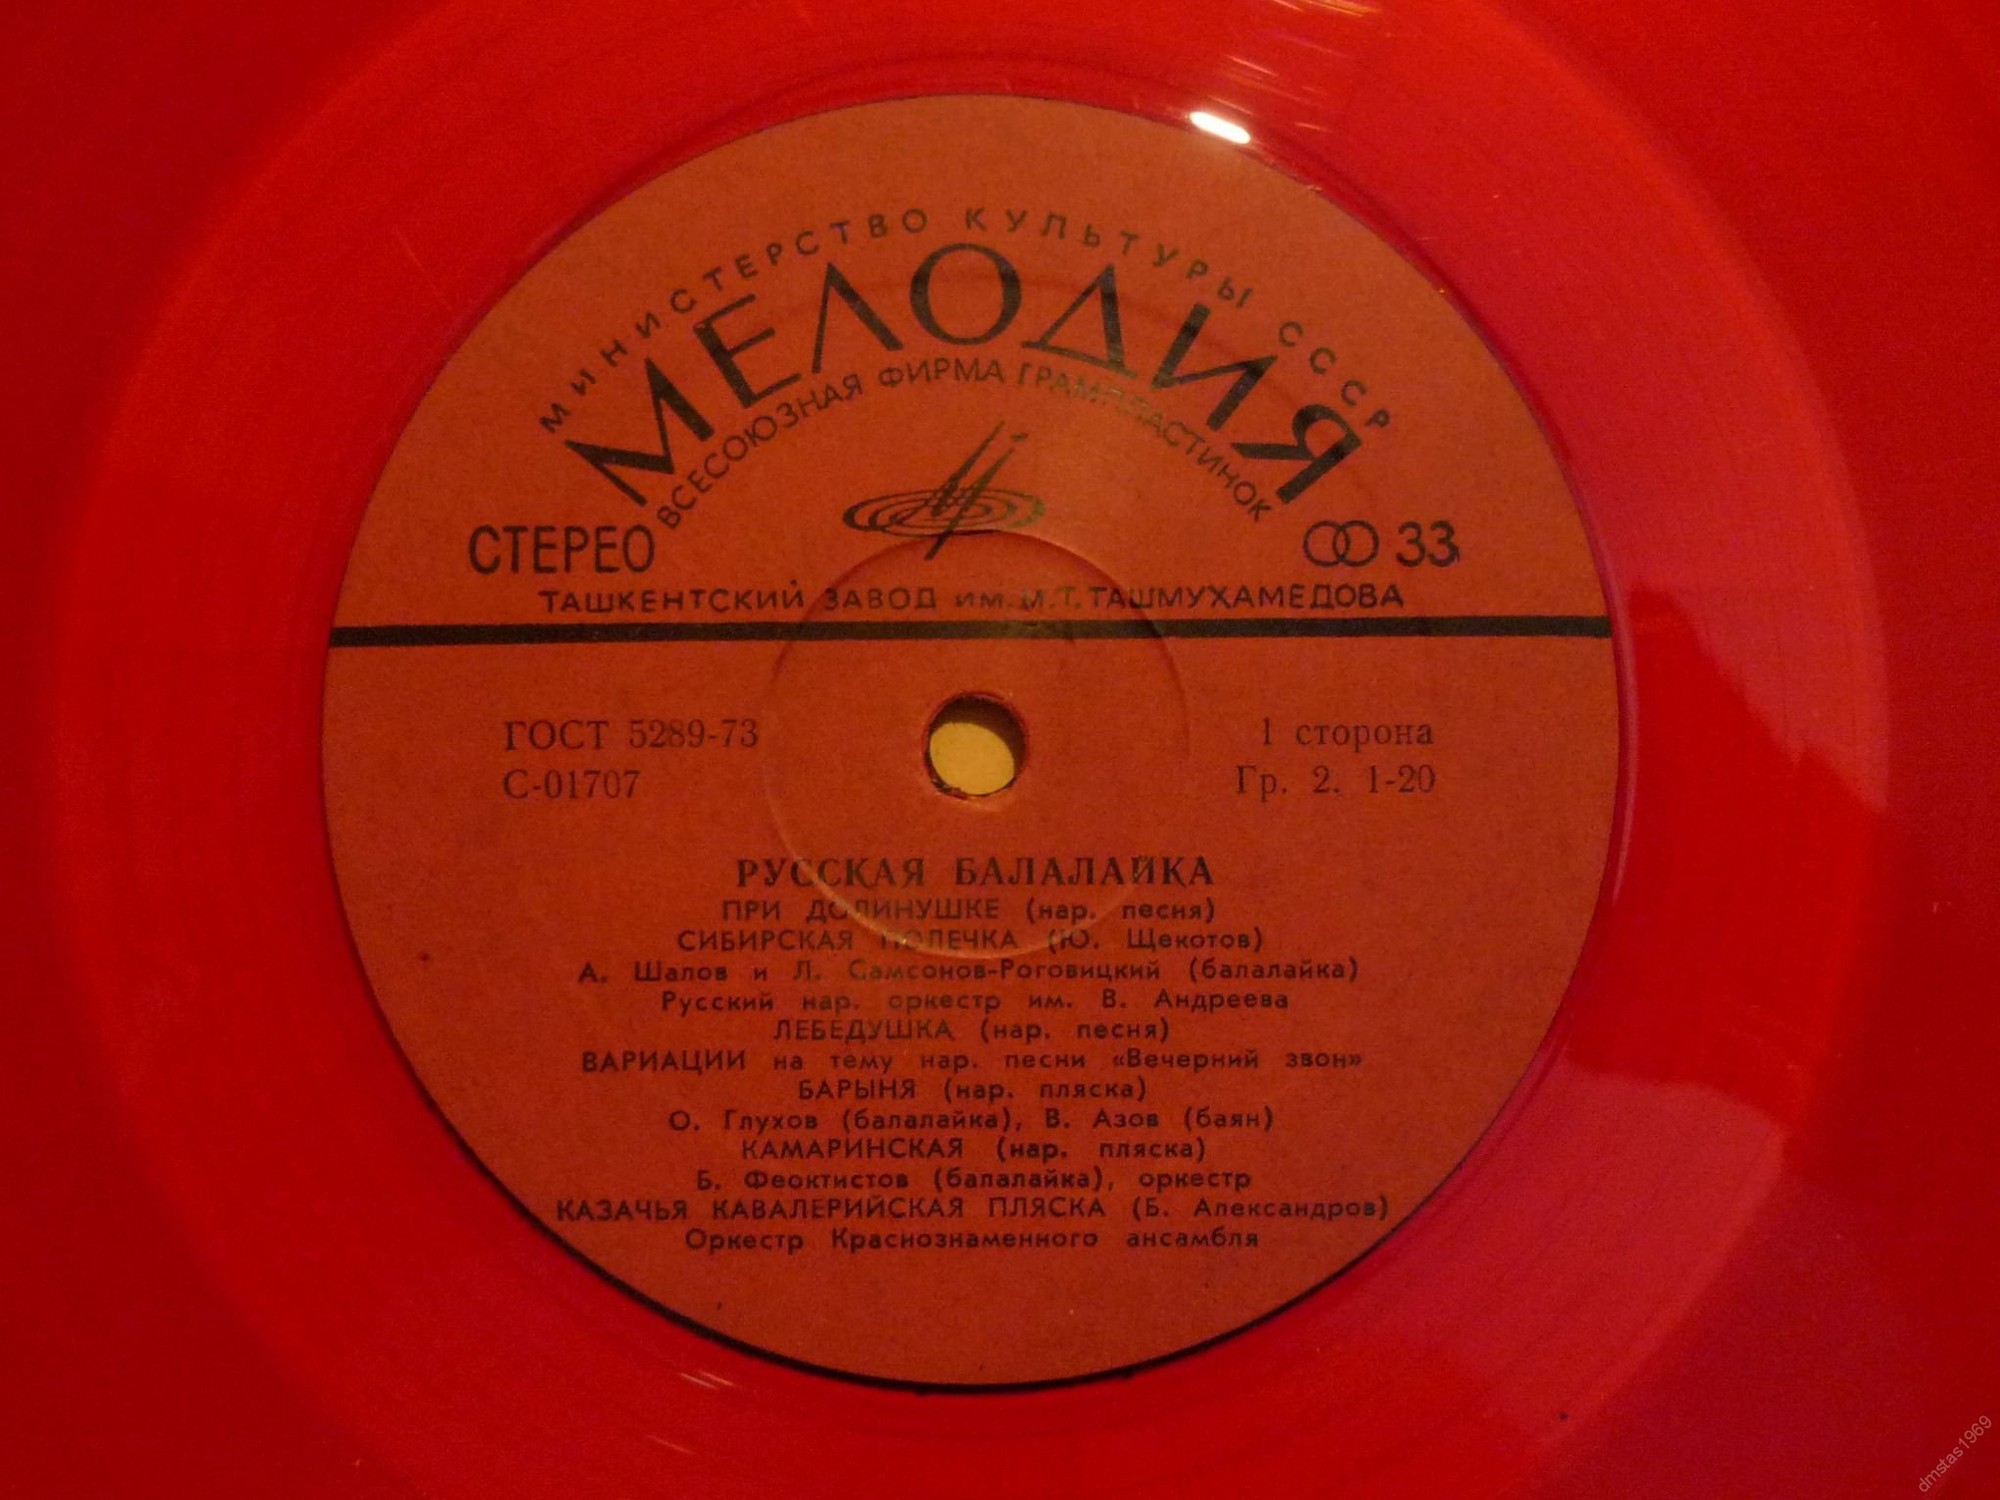 МИНИСТЕРСТВО КУЛЬТУРЫ СССР
МЕЛОДИЯ
ВСЕСОЮЗНАЯ ФИРМА ГРАМПЛАСТИНОК
СТЕРЕО
33
ТАШКЕНТСКИЙ ЗАВОД им. М.Т. ТАШМУХАМЕДОВА
ГОСТ 5289-73
1 сторона
С-01707
Гр. 2. 1-20
РУССКАЯ БАЛАЛАЙКА
ПРИ ДОЛИНУШКЕ (нар. песня)
СИБИРСКАЯ ПОЛЕЧКА (Ю. Щекотов)
А. Шалов и Л. Самсонов-Роговицкий (балалайка)
Русский нар. оркестр им. В. Андреева
ЛЕБЕДУШКА (нар. песня)
ВАРИАЦИИ на тему нар. песни «Вечерний звон»
БАРЫНЯ (нар. пляска)
О. Глухов (балалайка), В. Азов (баян)
КАМАРИНСКАЯ (нар. пляска)
Б. Феоктистов (балалайка), оркестр
КАЗАЧЬЯ КАВАЛЕРИЙСКАЯ ПЛЯСКА (Б. Александров)
Оркестр Краснознаменного ансамбля
dmstas1969